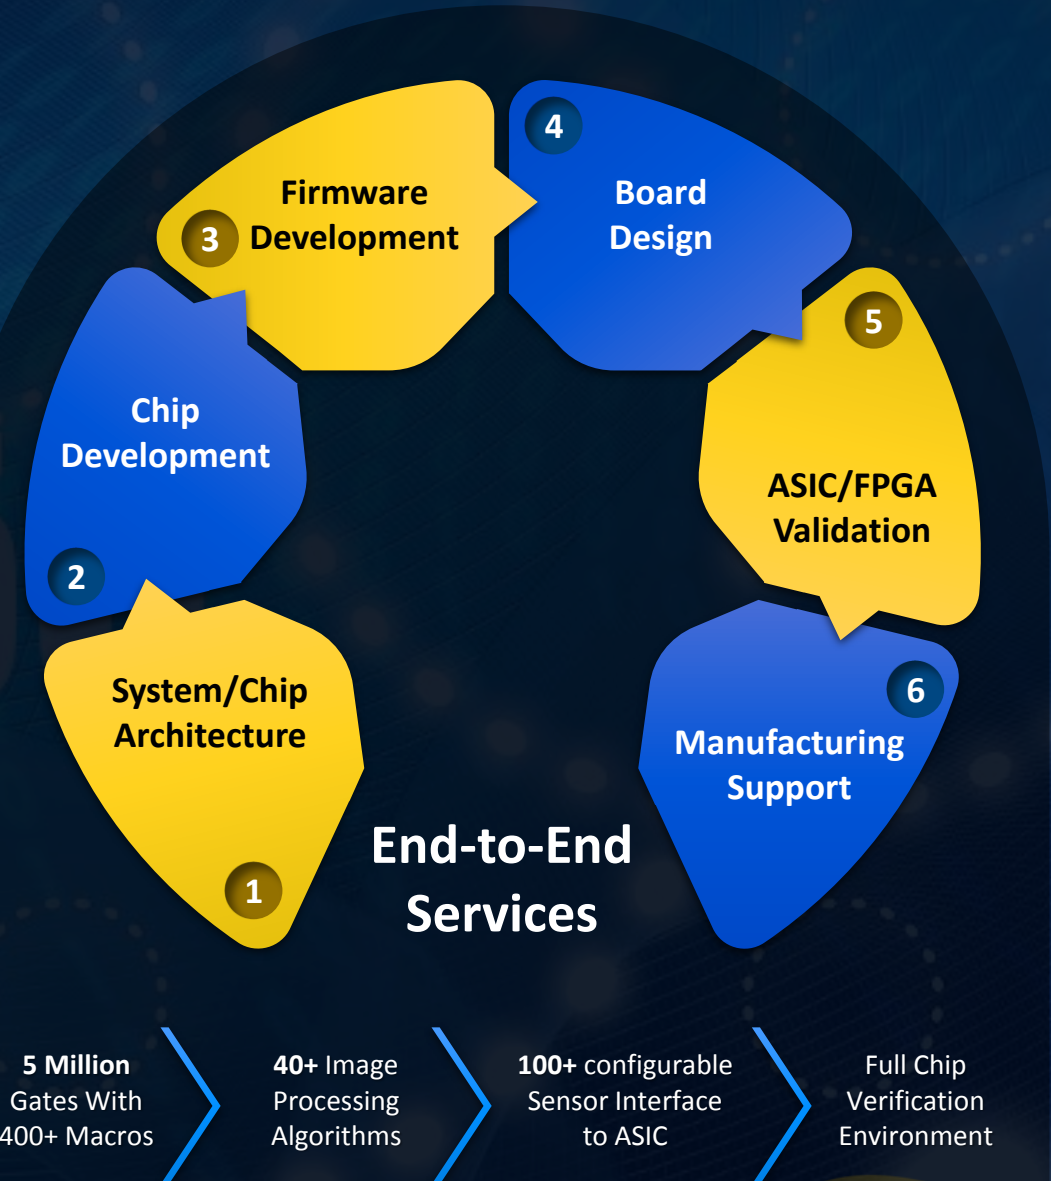 1
System/Chip
Architecture
2
Chip
Development
3
Firmware
Development
4
Board
Design
5
ASIC/FPGA
Validation
6
Manufacturing
Support
End-to-End
Services
5 Million
Gates With
400+ Macros
40+ Image
Processing
Algorithms
100+ configurable
Sensor Interface
to ASIC
Full Chip
Verification
Environment